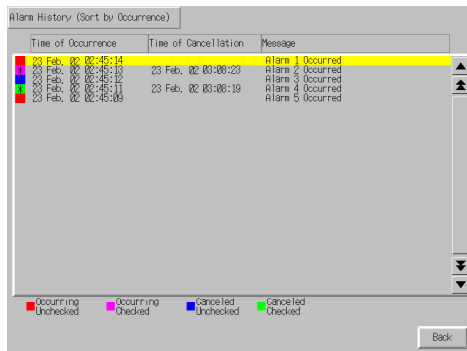 Alarm History (Sort by Occurrence)
Time of Occurrence Time of Cancellation Message
23 Feb. 02 02:45:14 Alarm 1 Occurred
* 23 Feb. 02 02:45:13 23 Feb. 02 03:08:23 Alarm 2 Occurred
23 Feb. 02 02:45:12 Alarm 3 Occurred
* 23 Feb. 02 02:45:11 23 Feb. 02 03:08:19 Alarm 4 Occurred
23 Feb. 02 02:45:09 Alarm 5 Occurred
Occurring Occurring Canceled Canceled
Unchecked Checked Unchecked Checked
Back